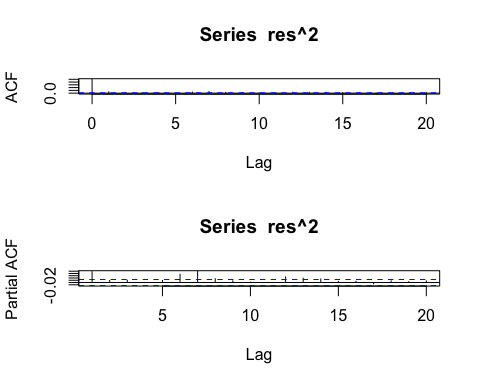 Series res^2
ACF
0.0
0 5 10 15 20
Lag
Series res^2
Partial ACF
-0.02
5 10 15 20
Lag